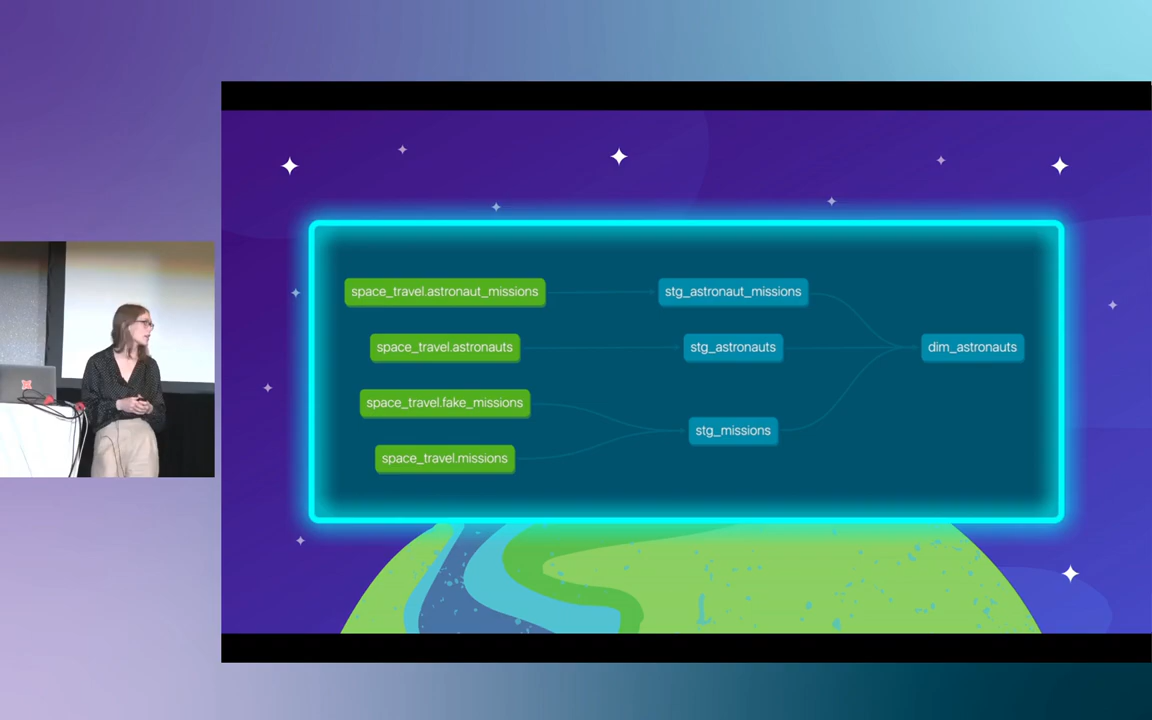 space_travel.astronaut_missions
stg_astronaut_missions
space_travel.astronauts
stg_astronauts
dim_astronauts
space_travel.fake_missions
stg_missions
space_travel.missions